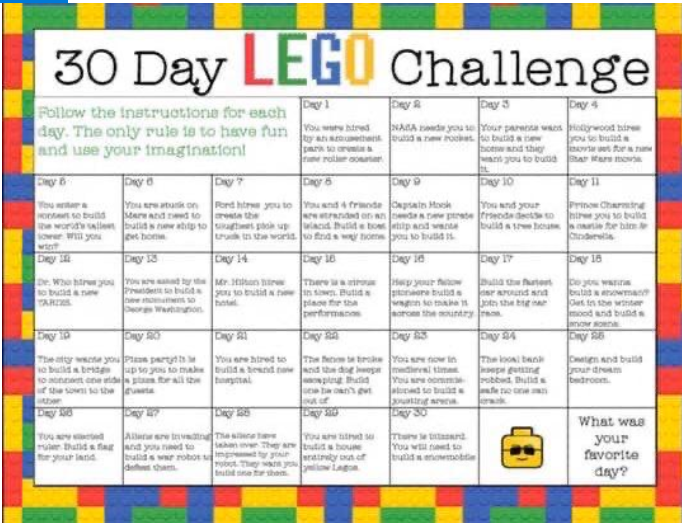 30 Day LEGO Challenge
Follow the instructions for each
day. The only rule is to have fun
and use your imagination!
Day 1
You were hired
by an amusement
park to create a
new roller coaster.
Day 2
NASA needs you to
build a new rocket.
Day 3
Your parents want
to build a new
home and they
want you to build
it.
Day 4
Hollywood hires
you to build a
movie set for a new
Star Wars movie.
Day 5
You enter a
contest to build
the world's tallest
tower. Will you
win?
Day 6
You are stuck on
Mars and need to
build a new ship to
get home.
Day 7
Ford hires you to
create the
toughest pick up
truck in the world.
Day 8
You and 4 friends
are stranded on an
island. Build a boat
to find a way home.
Day 9
Captain Hook
needs a new pirate
ship and wants
you to build it.
Day 10
You and your
friends decide to
build a tree house.
Day 11
Prince Charming
hires you to build
a castle for him &
Cinderella.
Day 12
Dr. Who hires you
to build a new
TARDIS.
Day 13
You are asked by the
President to build a
new monument to
George Washington.
Day 14
Mr. Hilton hires
you to build a new
hotel.
Day 15
There is a circus
in town. Build a
place for the
performance.
Day 16
Help your fellow
pioneers build a
wagon to make it
across the country.
Day 17
Build the fastest
car around and
join the big car
race.
Day 18
Do you wanna
build a snowman?
Get in the winter
mood and build a
snow scene.
Day 19
The city wants you
to build a bridge
to connect one side
of the town to the
other.
Day 20
Pizza party! It is
up to you to make
a pizza for all the
guests.
Day 21
You are hired to
build a brand new
hospital.
Day 22
The fence is broke
and the dog keeps
escaping. Build
one he can't get
out of.
Day 23
You are now in
medieval times.
You are commis-
sioned to build a
jousting arena.
Day 24
The local bank
keeps getting
robbed. Build a
safe no one can
crack.
Day 25
Design and build
your dream
bedroom.
Day 26
You are elected
ruler. Build a flag
for your land.
Day 27
Aliens are invading
and you need to
build a war robot to
defeat them.
Day 28
The aliens have
taken over. They are
impressed by your
robot. They want you
build one for them.
Day 29
You are hired to
build a house
entirely out of
yellow Legos.
Day 30
There is blizzard.
You will need to
build a snowmobile
What was
your
favorite
day?